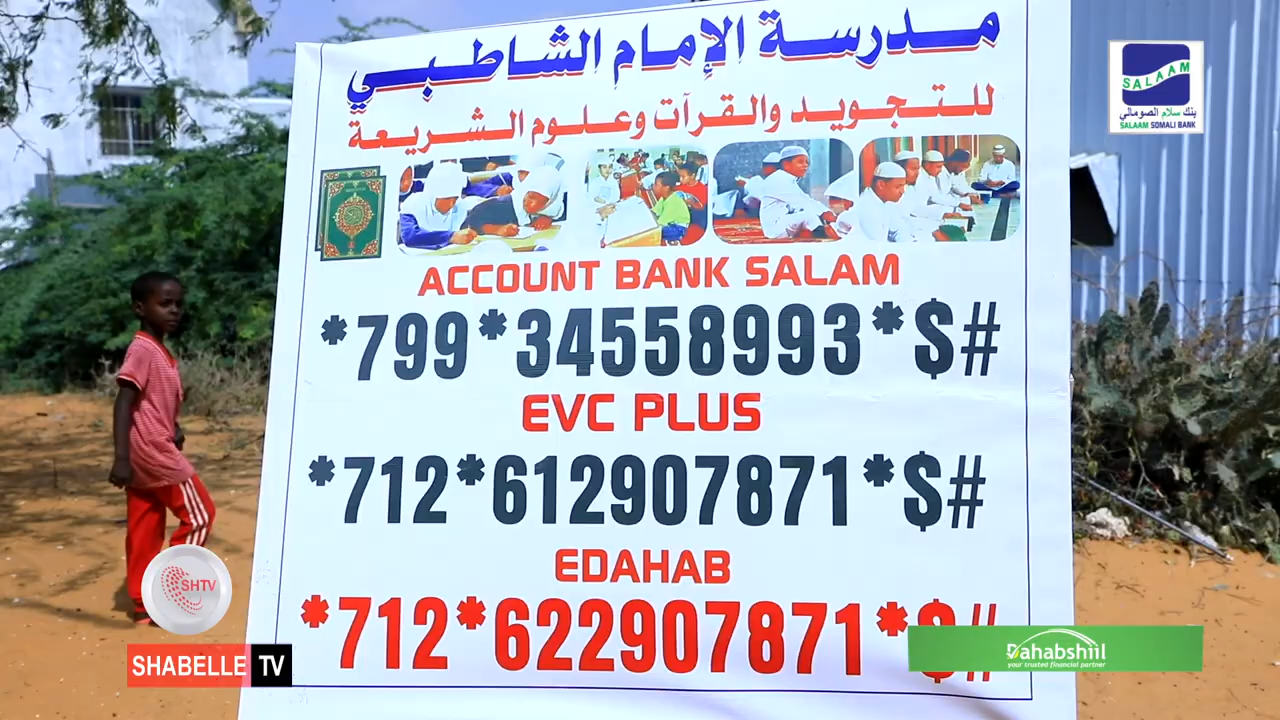 مدرسة الإمام الشاطبي
للتجويد والقرآت وعلوم الشريعة
SALAAM
بنك سلام الصومالي
SALAAM SOMALI BANK
ACCOUNT BANK SALAM
*799*34558993*$#
EVC PLUS
*712*612907871*$#
EDAHAB
*712*622907871*$#
SHTV
SHABELLE TV
Dahabshiil
your trusted financial partner